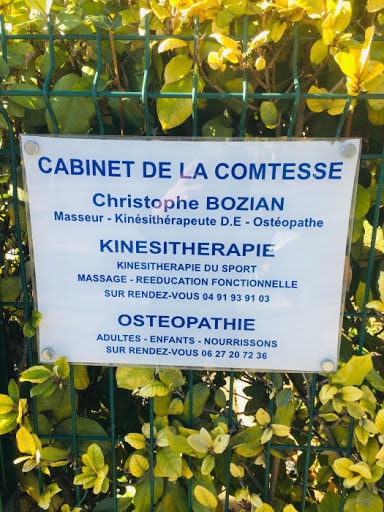 CABINET DE LA COMTESSE
Christophe BOZIAN
Masseur - Kinésithérapeute D.E - Ostéopathe
KINESITHERAPIE
KINESITHERAPIE DU SPORT
MASSAGE - REEDUCATION FONCTIONNELLE
SUR RENDEZ-VOUS 04 91 93 91 03
OSTEOPATHIE
ADULTES - ENFANTS - NOURRISSONS
SUR RENDEZ-VOUS 06 27 20 72 36